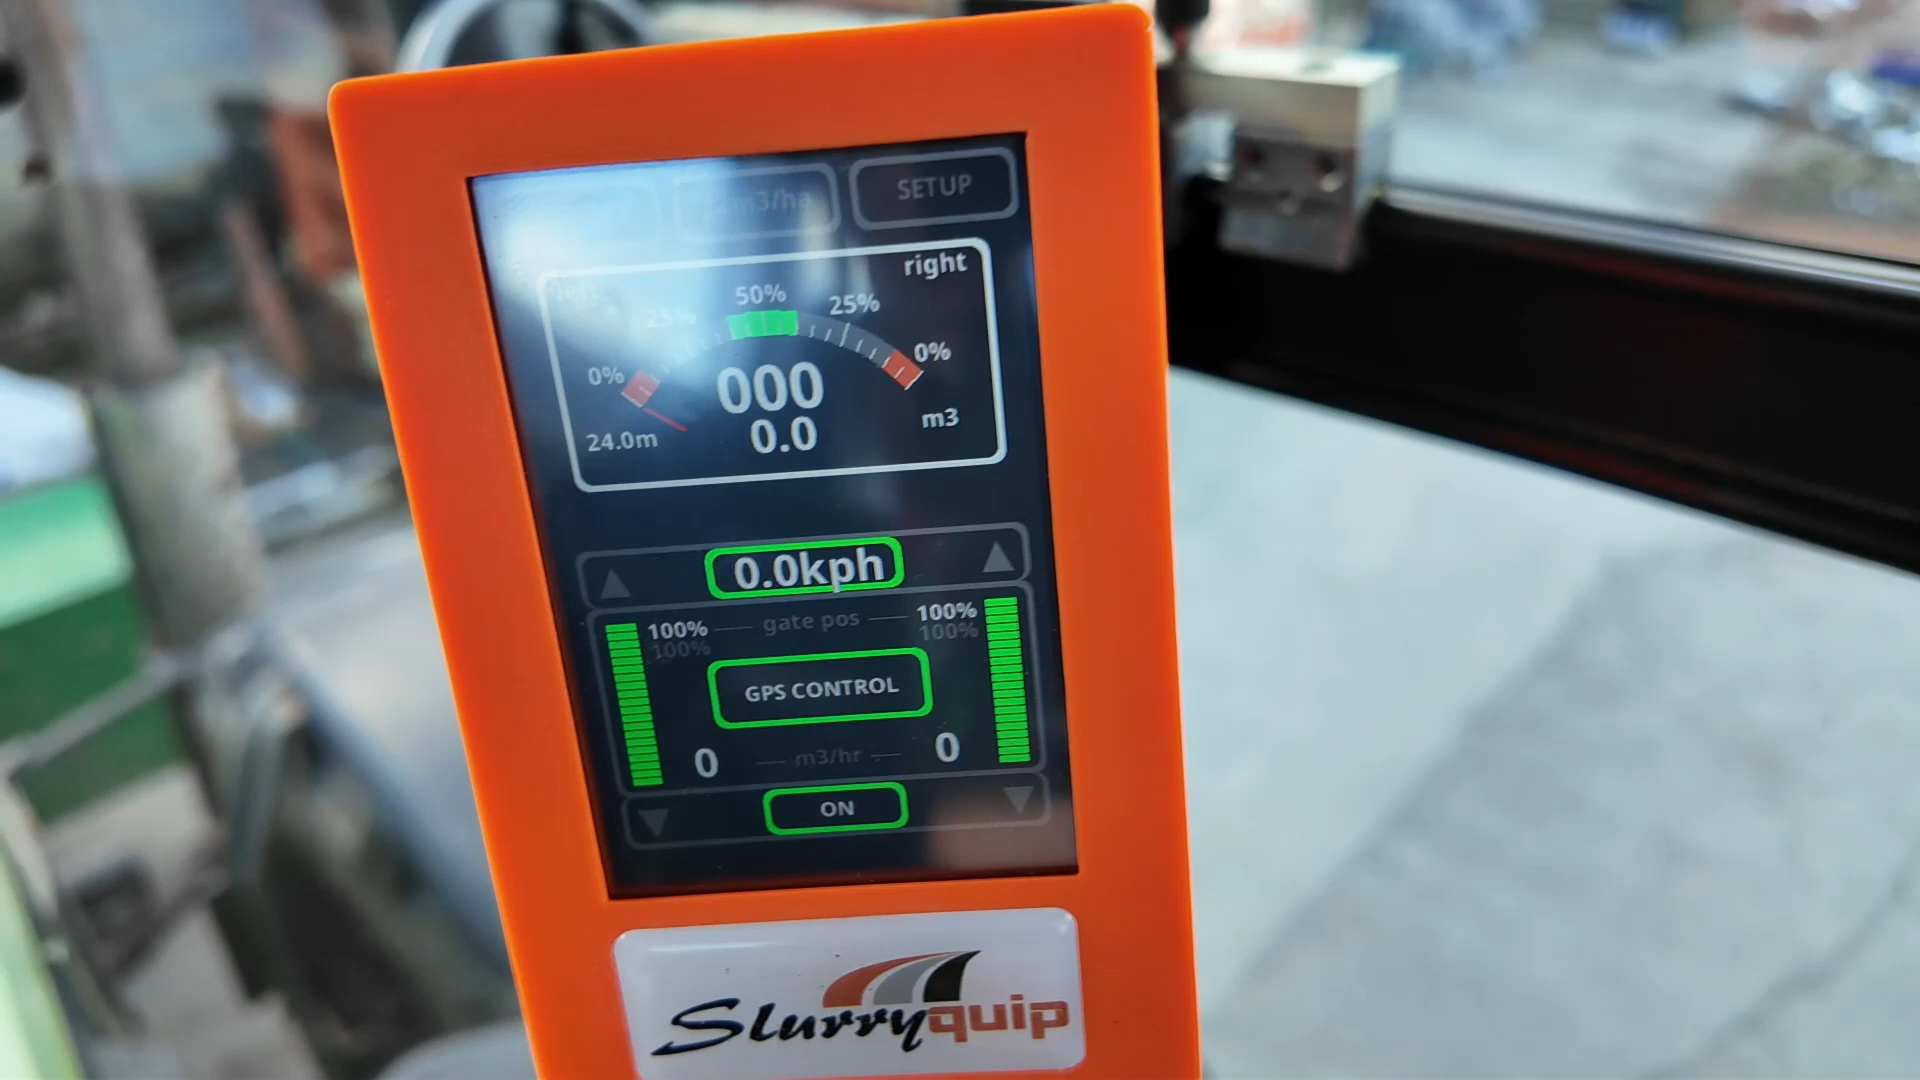 m3/ha
SETUP
left
right
25%
50%
25%
0%
0%
000
24.0m
0.0
m3
0.0kph
100%
gate pos
100%
100%
100%
GPS CONTROL
0
m3/hr
0
ON
Slurryquip